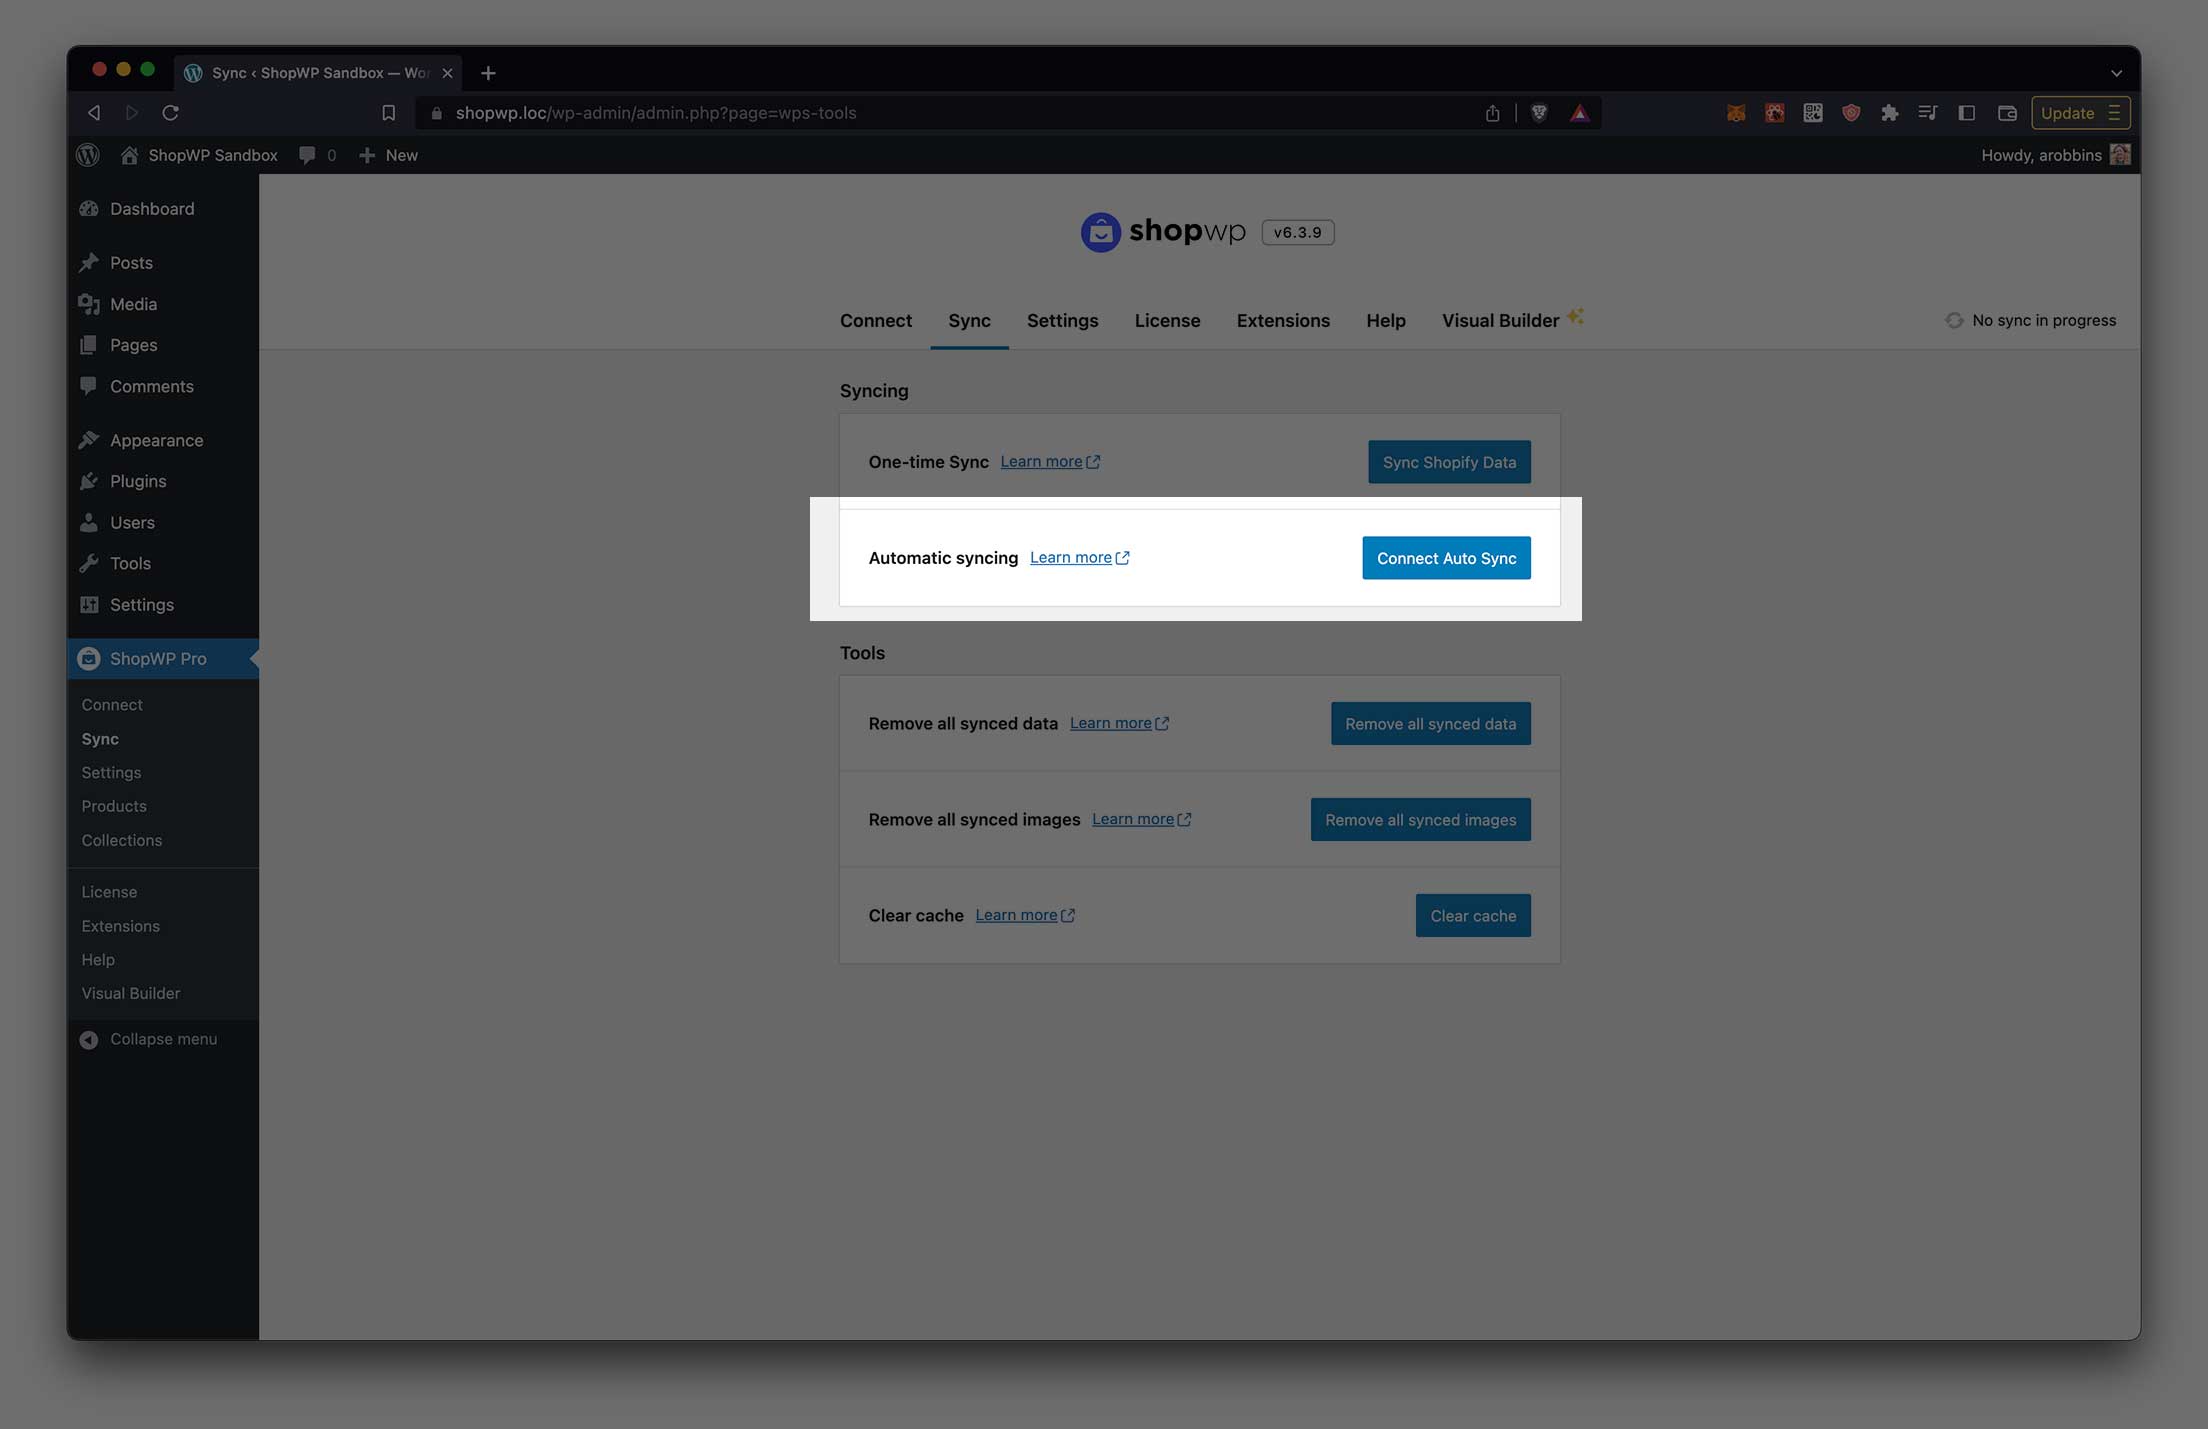 Sync ‹ ShopWP Sandbox — Wor
shopwp.loc/wp-admin/admin.php?page=wps-tools
Update
ShopWP Sandbox 0 New
Howdy, arobbins
Dashboard
Posts
Media
Pages
Comments
Appearance
Plugins
Users
Tools
Settings
ShopWP Pro
Connect
Sync
Settings
Products
Collections
License
Extensions
Help
Visual Builder
Collapse menu
shopwp v6.3.9
Connect Sync Settings License Extensions Help Visual Builder
No sync in progress
Syncing
One-time Sync Learn more Sync Shopify Data
Automatic syncing Learn more Connect Auto Sync
Tools
Remove all synced data Learn more Remove all synced data
Remove all synced images Learn more Remove all synced images
Clear cache Learn more Clear cache